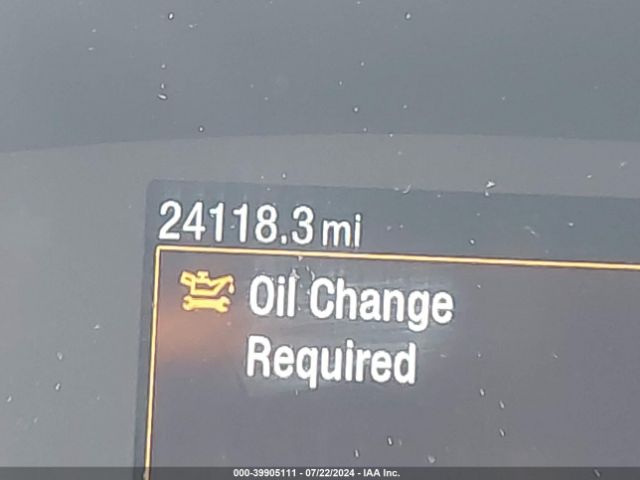 24118.3 mi
Oil Change
Required
000-39905111 - 07/22/2024 - IAA Inc.